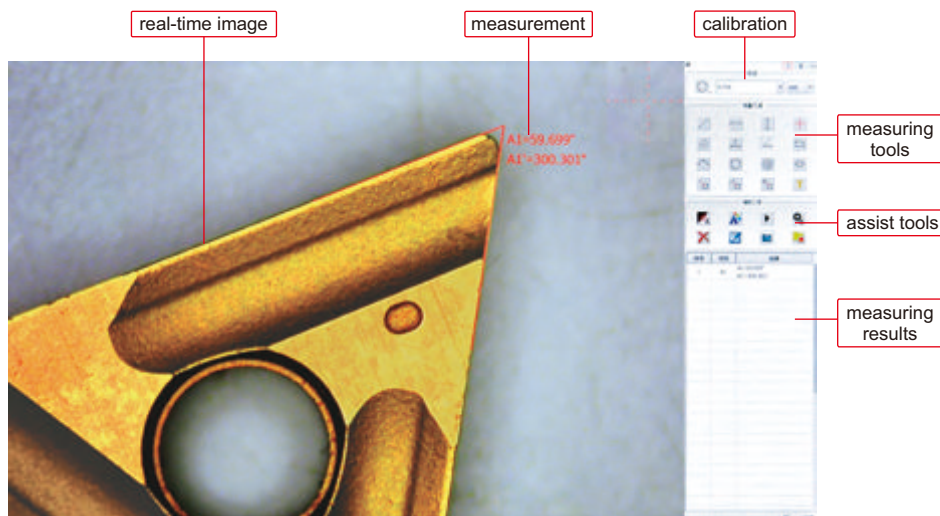 real-time image
measurement
calibration
A1=59.699°
A1'=300.301°
measuring
tools
assist tools
measuring
results